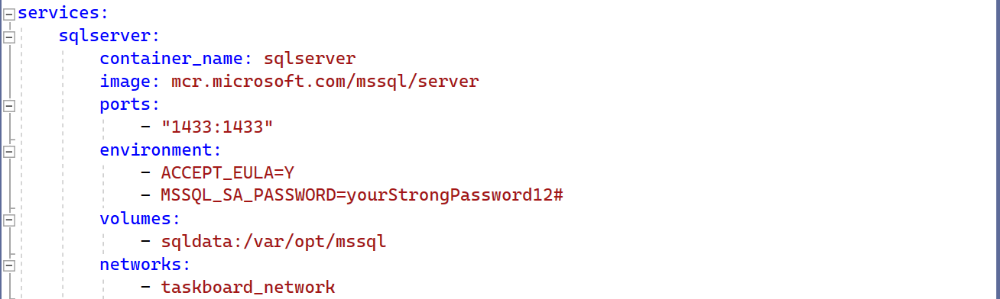 services:
    sqlserver:
        container_name: sqlserver
        image: mcr.microsoft.com/mssql/server
        ports:
            - "1433:1433"
        environment:
            - ACCEPT_EULA=Y
            - MSSQL_SA_PASSWORD=yourStrongPassword12#
        volumes:
            - sqldata:/var/opt/mssql
        networks:
            - taskboard_network